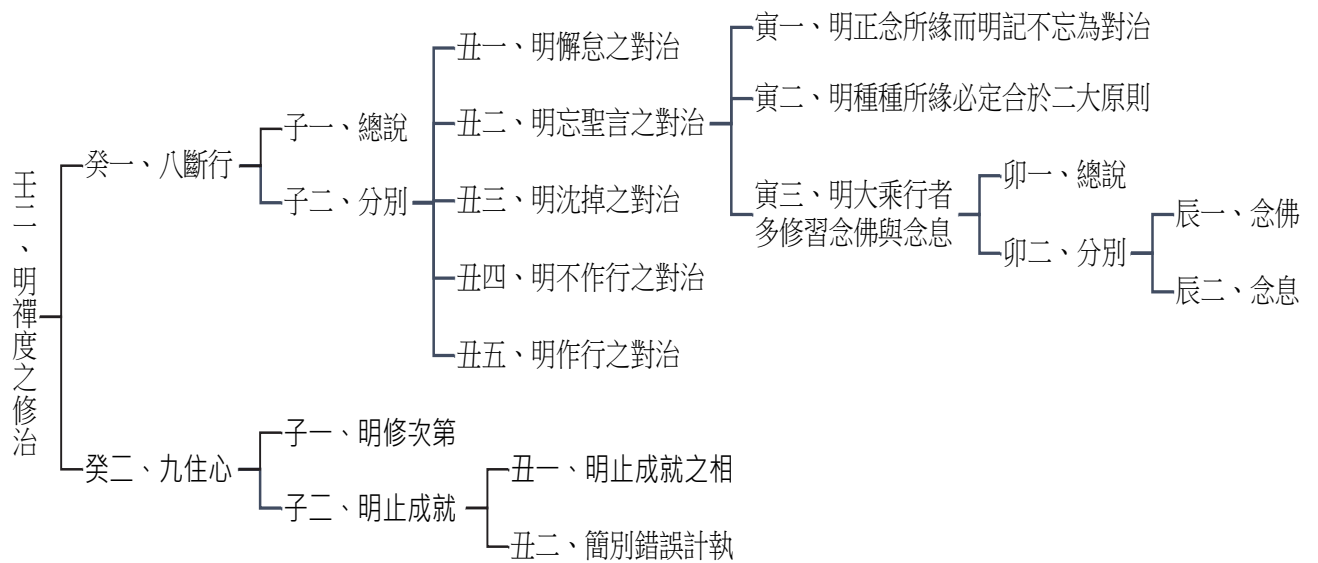 壬二、明禪度之修治
癸一、八斷行
子一、總說
子二、分別
丑一、明懈怠之對治
丑二、明忘聖言之對治
寅一、明正念所緣而明記不忘為對治
寅二、明種種所緣必定合於二大原則
寅三、明大乘行者
多修習念佛與念息
卯一、總說
卯二、分別
辰一、念佛
辰二、念息
丑三、明沈掉之對治
丑四、明不作行之對治
丑五、明作行之對治
癸二、九住心
子一、明修次第
子二、明止成就
丑一、明止成就之相
丑二、簡別錯誤計執